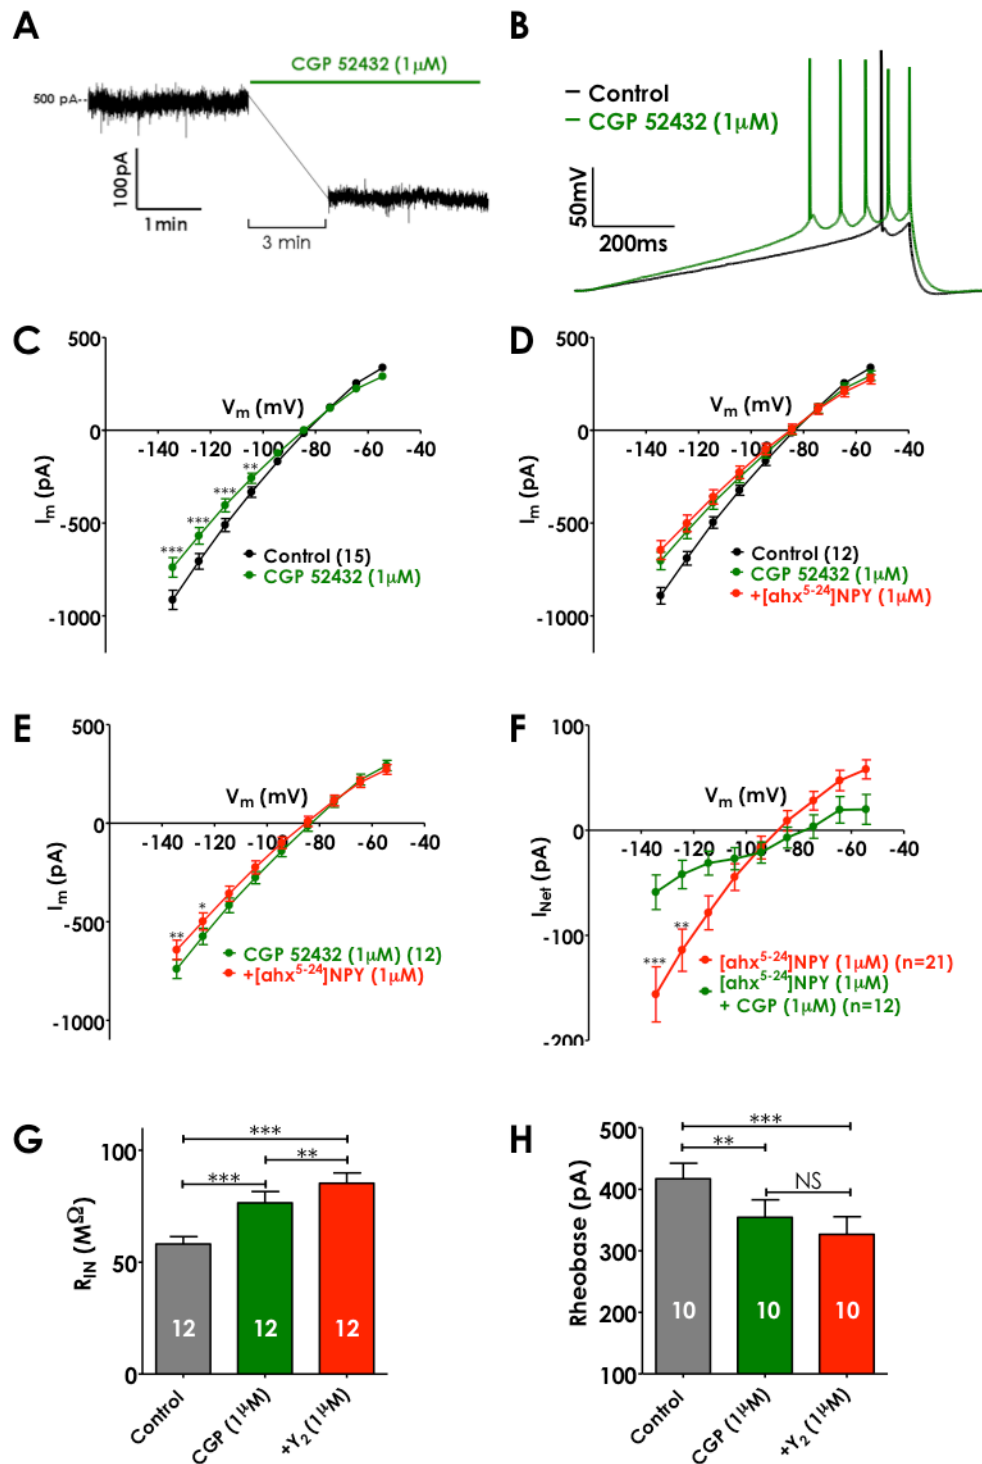 A
CGP 52432 (1μM)
500 pA--
100pA
1min
3 min
B
Control
CGP 52432 (1μM)
50mV
200ms
C
500
Vm (mV)
0
-140 -120 -100 -80 -60 -40
Im (pA)
-500
-1000
*** *** *** **
Control (15)
CGP 52432 (1μM)
D
500
Vm (mV)
0
-140 -120 -100 -80 -60 -40
Im (pA)
-500
-1000
Control (12)
CGP 52432 (1μM)
+[ahx⁵⁻²⁴]NPY (1μM)
E
500
Vm (mV)
0
-140 -120 -100 -80 -60 -40
Im (pA)
-500
-1000
** *
CGP 52432 (1μM) (12)
+[ahx⁵⁻²⁴]NPY (1μM)
F
100
Vm (mV)
0
-140 -120 -100 -80 -60 -40
INet (pA)
-100
-200
*** **
[ahx⁵⁻²⁴]NPY (1μM) (n=21)
[ahx⁵⁻²⁴]NPY (1μM)
+ CGP (1μM) (n=12)
G
***
*** **
100
50
0
RIN (MΩ)
12 12 12
Control CGP (1μM) +Y₂ (1μM)
H
***
** NS
500
400
300
200
100
Rheobase (pA)
10 10 10
Control CGP (1μM) +Y₂ (1μM)